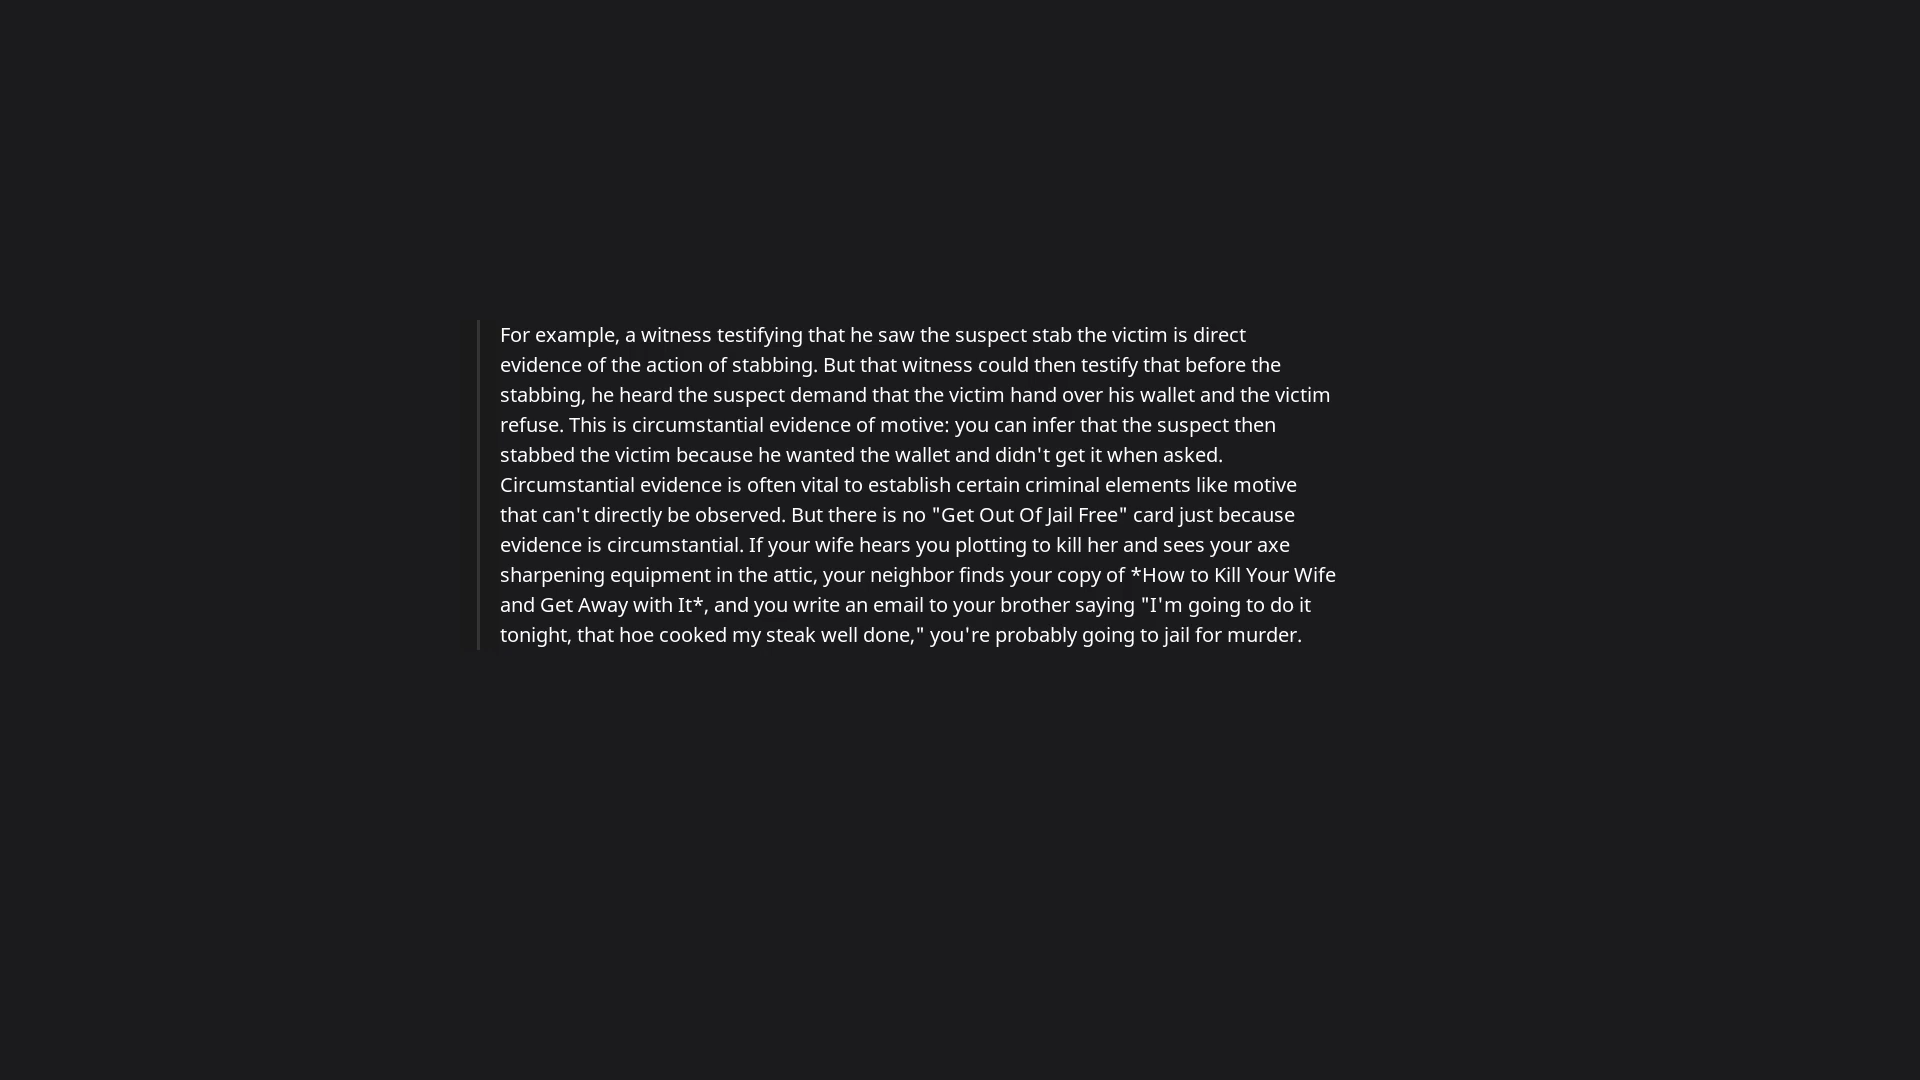 For example, a witness testifying that he saw the suspect stab the victim is direct
evidence of the action of stabbing. But that witness could then testify that before the
stabbing, he heard the suspect demand that the victim hand over his wallet and the victim
refuse. This is circumstantial evidence of motive: you can infer that the suspect then
stabbed the victim because he wanted the wallet and didn't get it when asked.
Circumstantial evidence is often vital to establish certain criminal elements like motive
that can't directly be observed. But there is no "Get Out Of Jail Free" card just because
evidence is circumstantial. If your wife hears you plotting to kill her and sees your axe
sharpening equipment in the attic, your neighbor finds your copy of *How to Kill Your Wife
and Get Away with It*, and you write an email to your brother saying "I'm going to do it
tonight, that hoe cooked my steak well done," you're probably going to jail for murder.